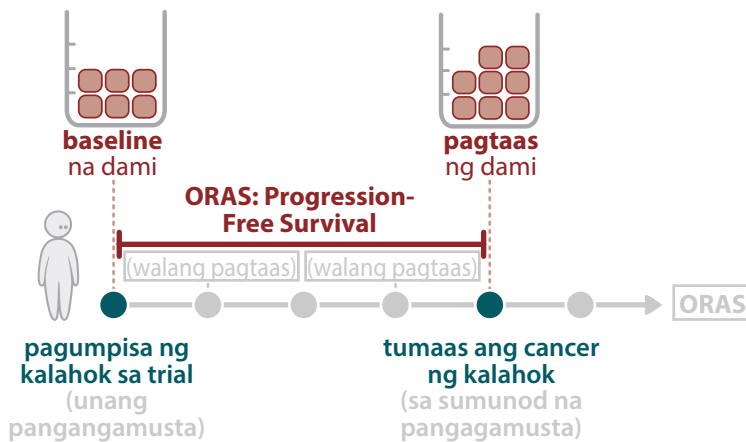 baseline
na dami
pagtaas
ng dami
ORAS: Progression-
Free Survival
(walang pagtaas)
(walang pagtaas)
ORAS
pagumpisa ng
kalahok sa trial
(unang
pangangamusta)
tumaas ang cancer
ng kalahok
(sa sumunod na
pangagamusta)